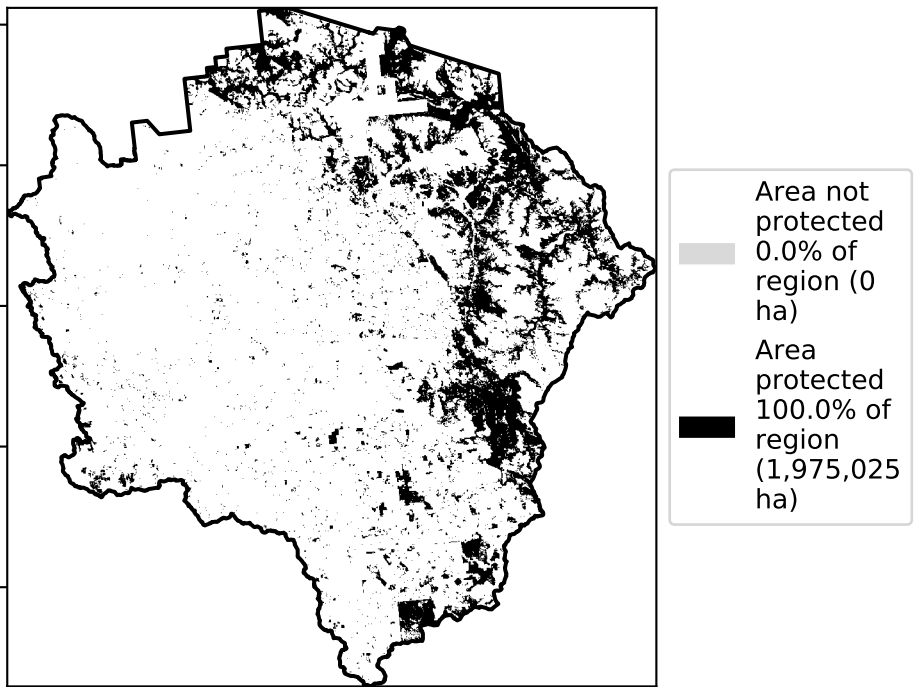 Area not
protected
0.0% of
region (0
ha)
Area
protected
100.0% of
region
(1,975,025
ha)